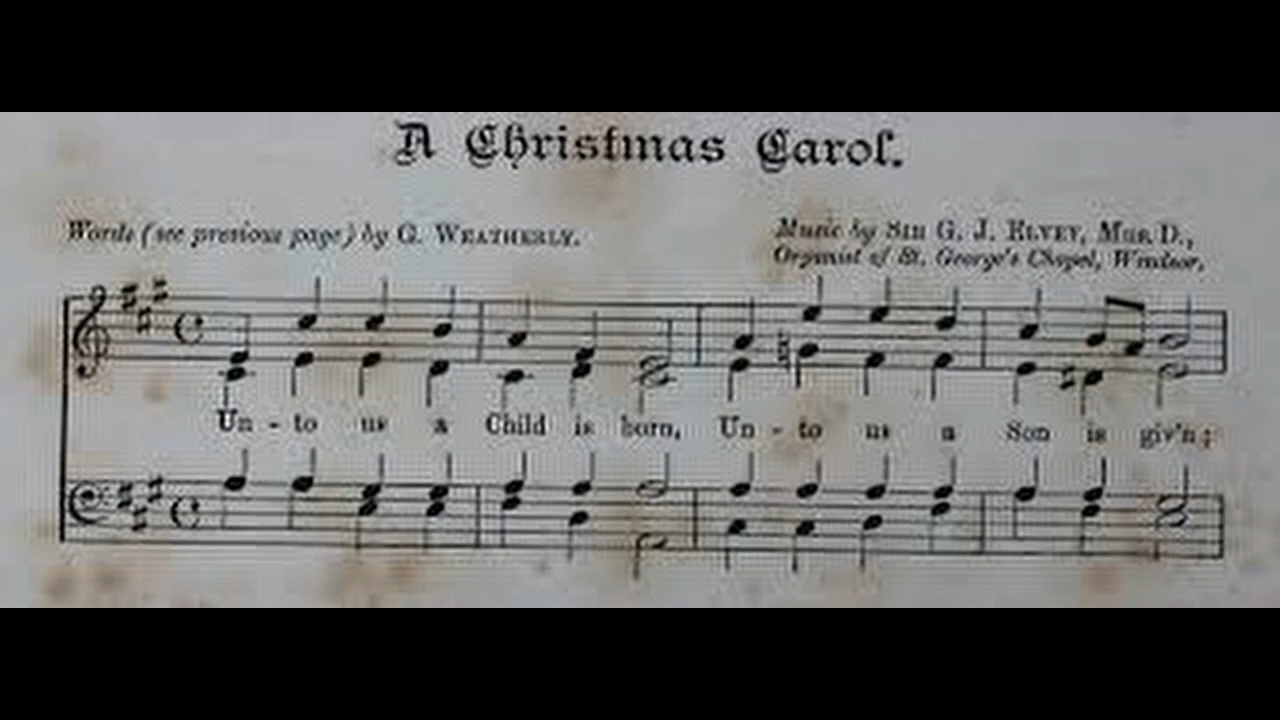 A Christmas Carol.
Words (see previous page) by G. WEATHERLY.
Music by SIR G. J. ELVEY, MUS. D.,
Organist of St. George's Chapel, Windsor.
Un - to us a Child is born, Un - to us a Son is giv'n;